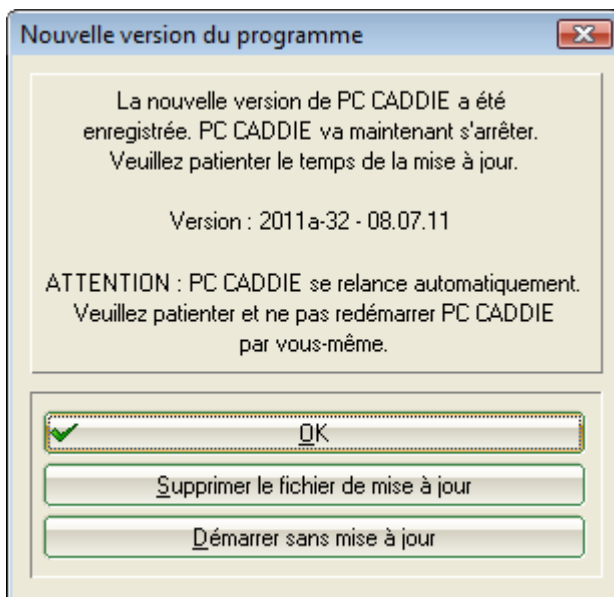 Nouvelle version du programme
La nouvelle version de PC CADDIE a été
enregistrée. PC CADDIE va maintenant s'arrêter.
Veuillez patienter le temps de la mise à jour.
Version : 2011a-32 - 08.07.11
ATTENTION : PC CADDIE se relance automatiquement.
Veuillez patienter et ne pas redémarrer PC CADDIE
par vous-même.
OK
Supprimer le fichier de mise à jour
Démarrer sans mise à jour